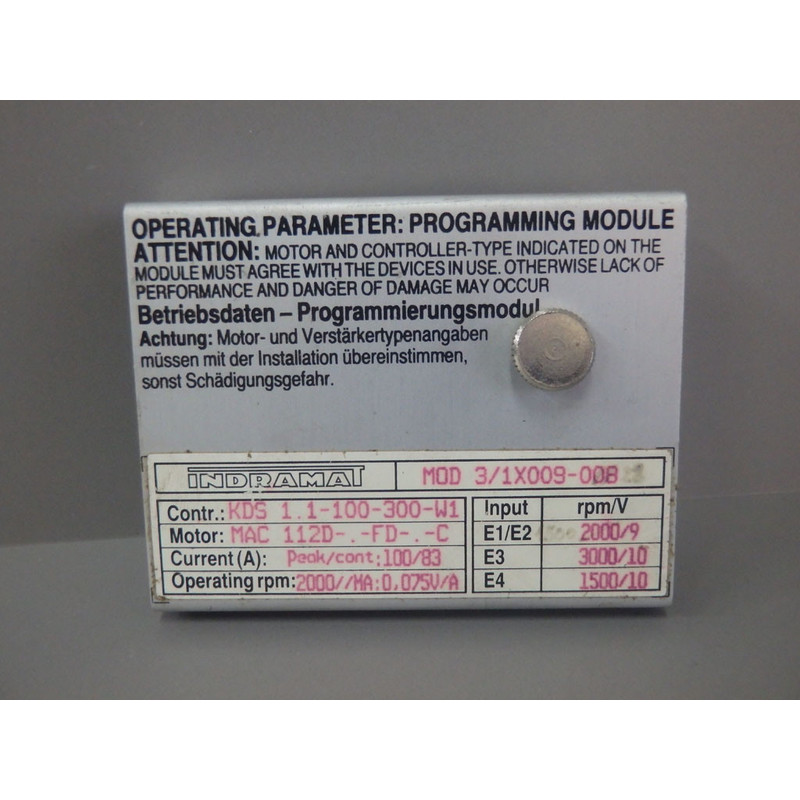 OPERATING PARAMETER: PROGRAMMING MODULE
ATTENTION: MOTOR AND CONTROLLER-TYPE INDICATED ON THE
MODULE MUST AGREE WITH THE DEVICES IN USE. OTHERWISE LACK OF
PERFORMANCE AND DANGER OF DAMAGE MAY OCCUR
Betriebsdaten – Programmierungsmodul
Achtung: Motor- und Verstärkertypenangaben
müssen mit der Installation übereinstimmen,
sonst Schädigungsgefahr.
INDRAMAT MOD 3/1X009-008
Contr.: KDS 1.1-100-300-W1
Motor: MAC 112D-.-FD-.-C
Current (A): Peak/cont:100/83
Operating rpm: 2000//MA:0,075V/A
Input rpm/V
E1/E2 2000/9
E3 3000/10
E4 1500/10